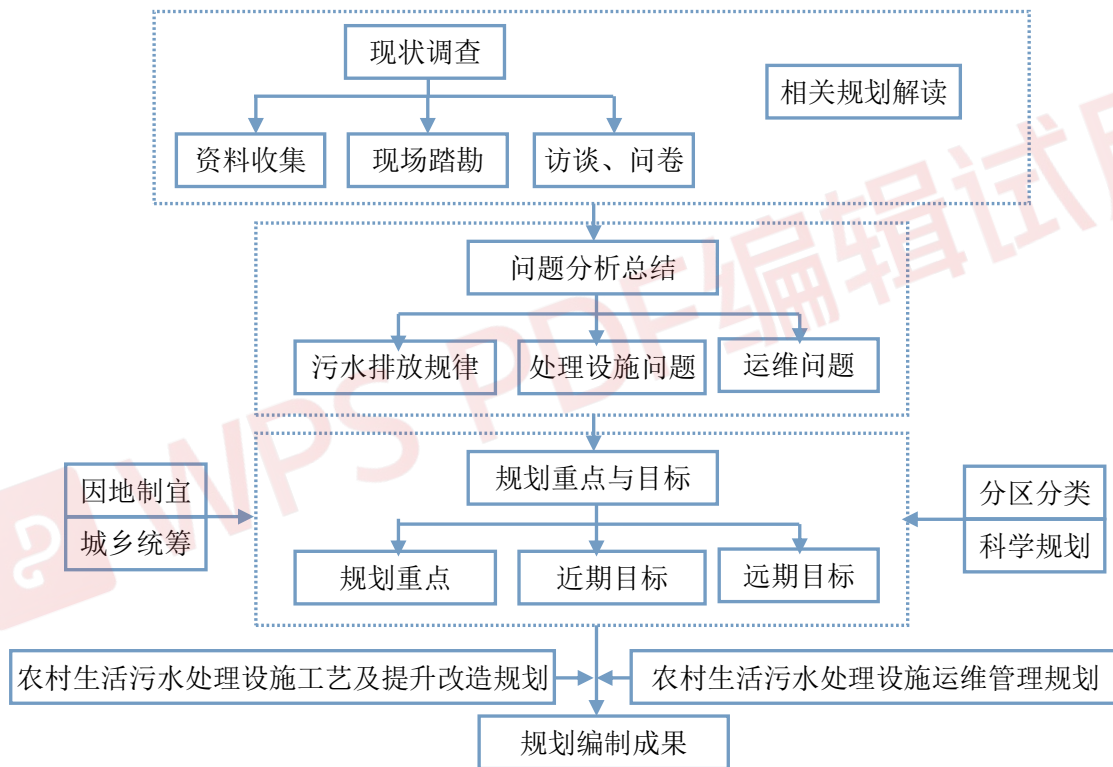 现状调查
相关规划解读
资料收集
现场踏勘
访谈、问卷
问题分析总结
污水排放规律
处理设施问题
运维问题
因地制宜
城乡统筹
规划重点与目标
分区分类
科学规划
规划重点
近期目标
远期目标
农村生活污水处理设施工艺及提升改造规划
农村生活污水处理设施运维管理规划
规划编制成果
WPS PDF编辑试